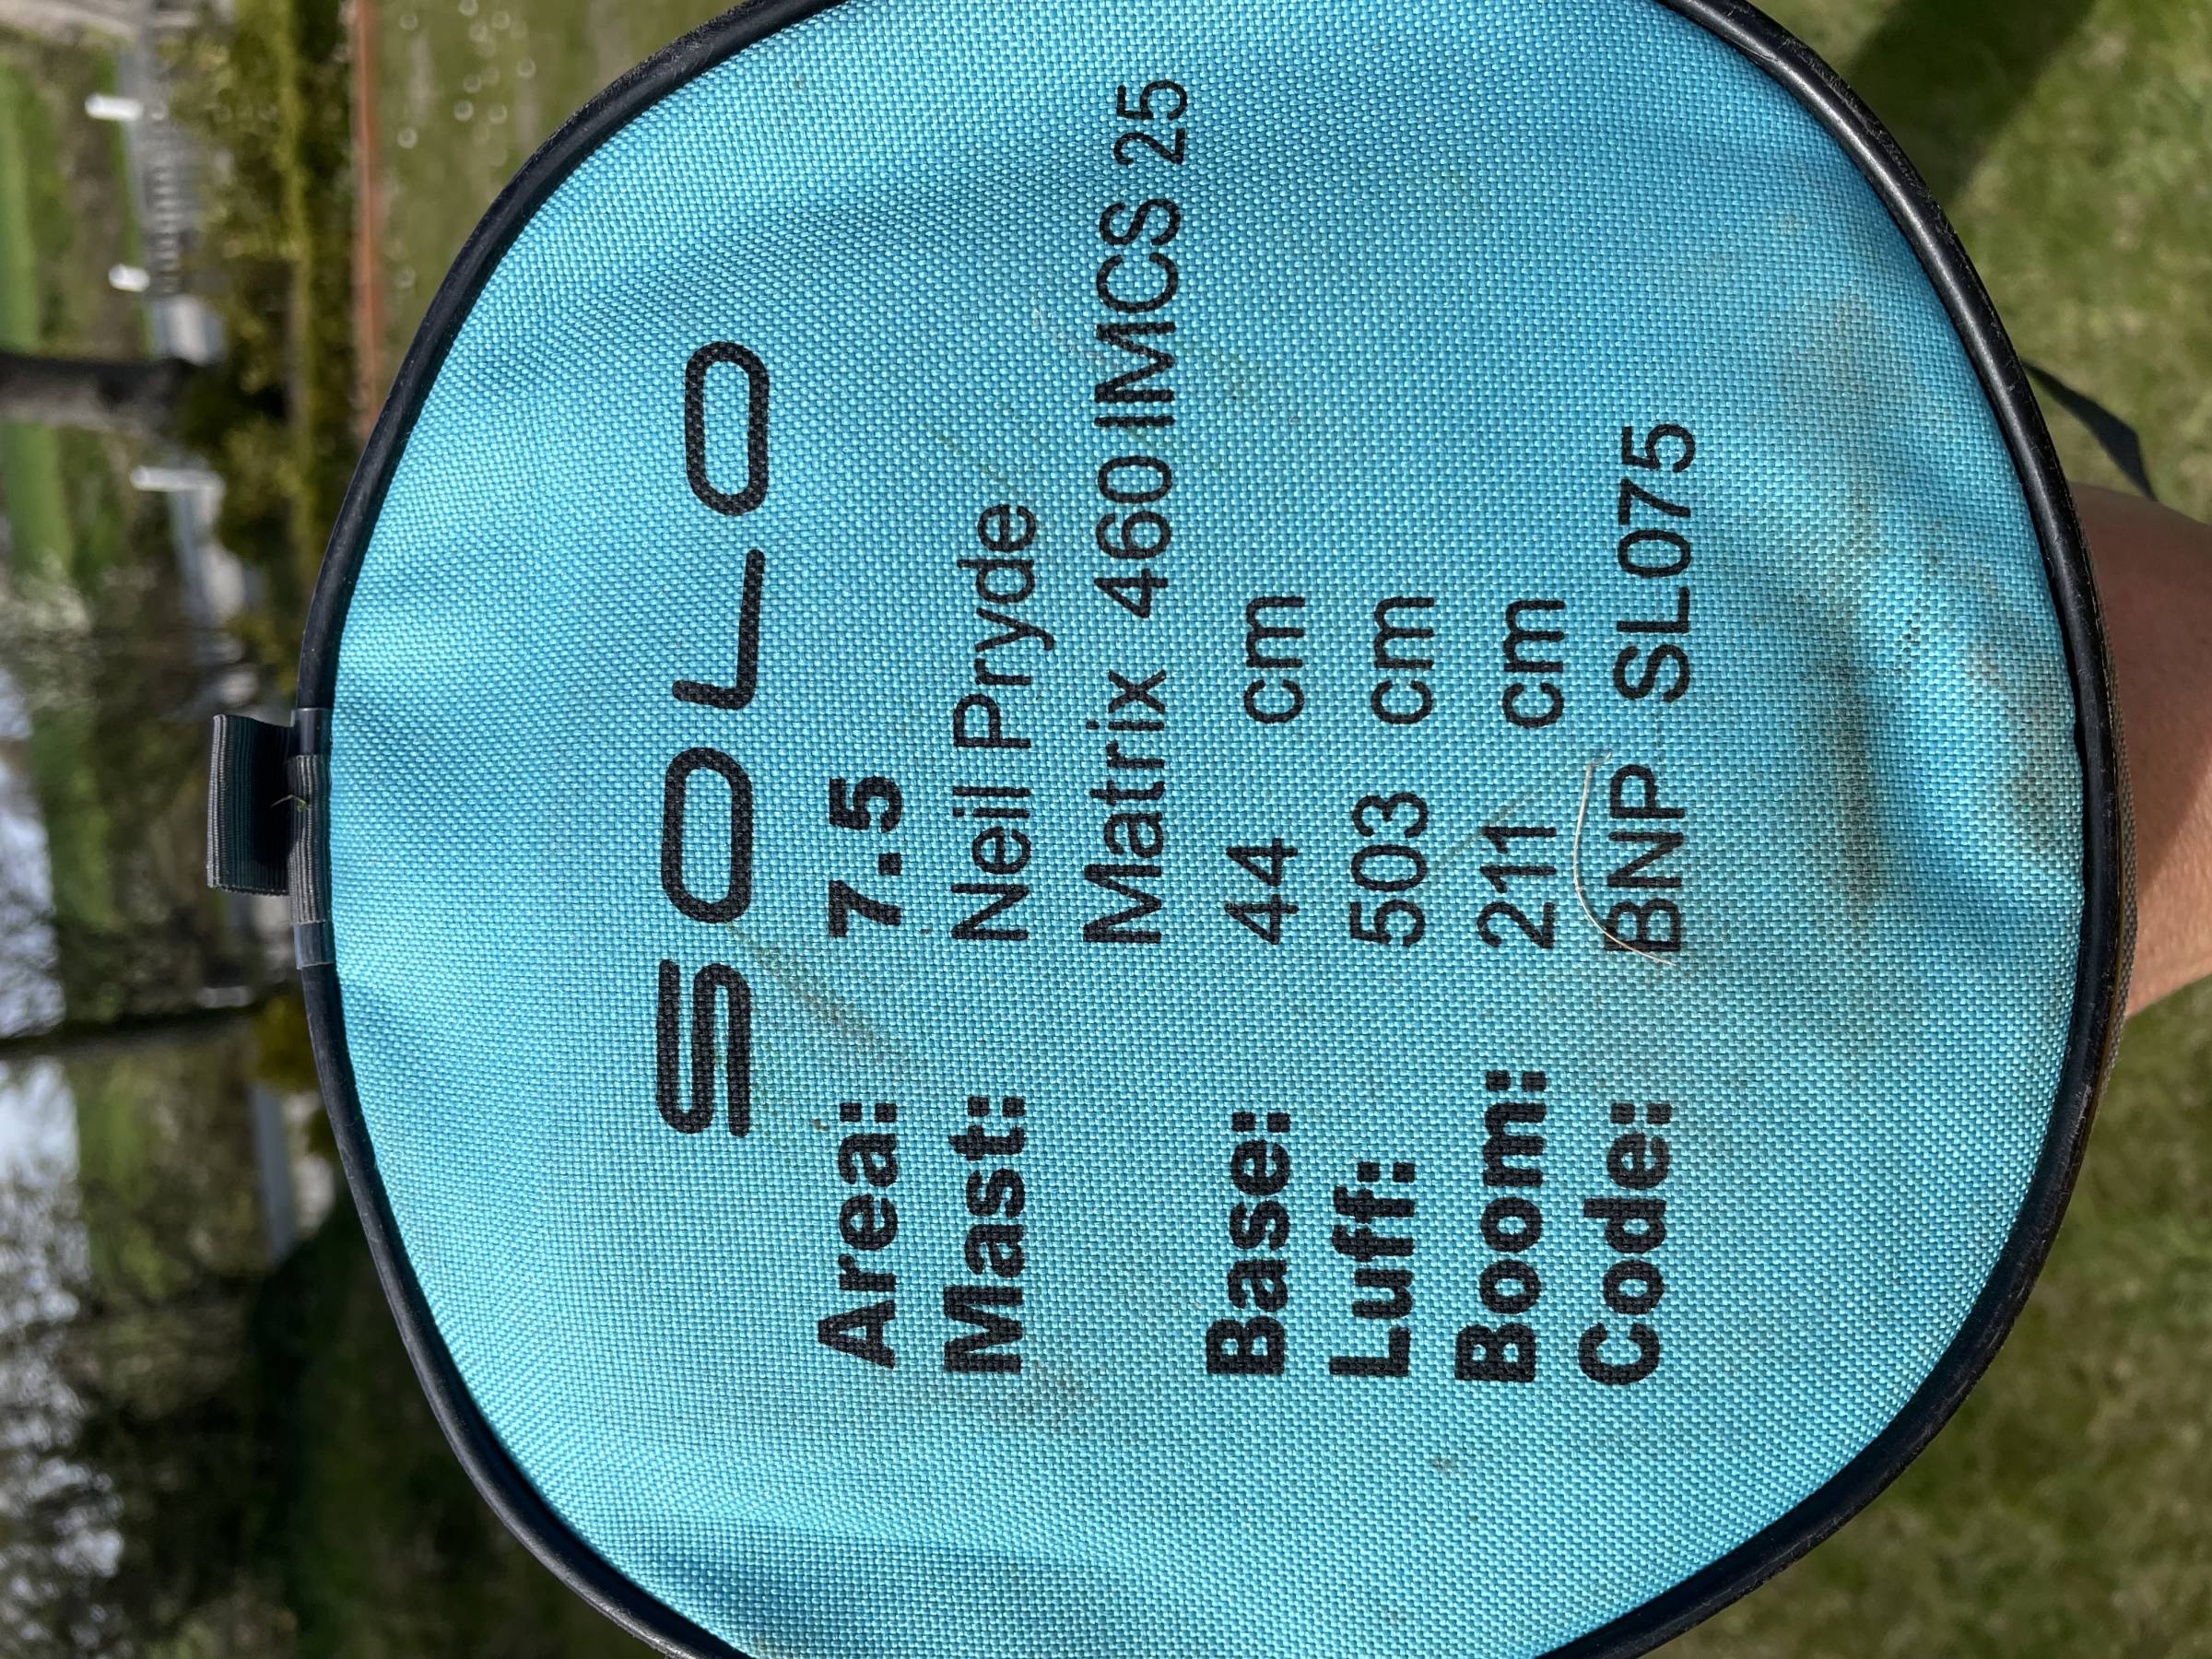 SOLO
Area: 7.5
Mast: Neil Pryde
Matrix 460 IMCS 25
Base: 44 cm
Luff: 503 cm
Boom: 211 cm
Code: BNP SL075